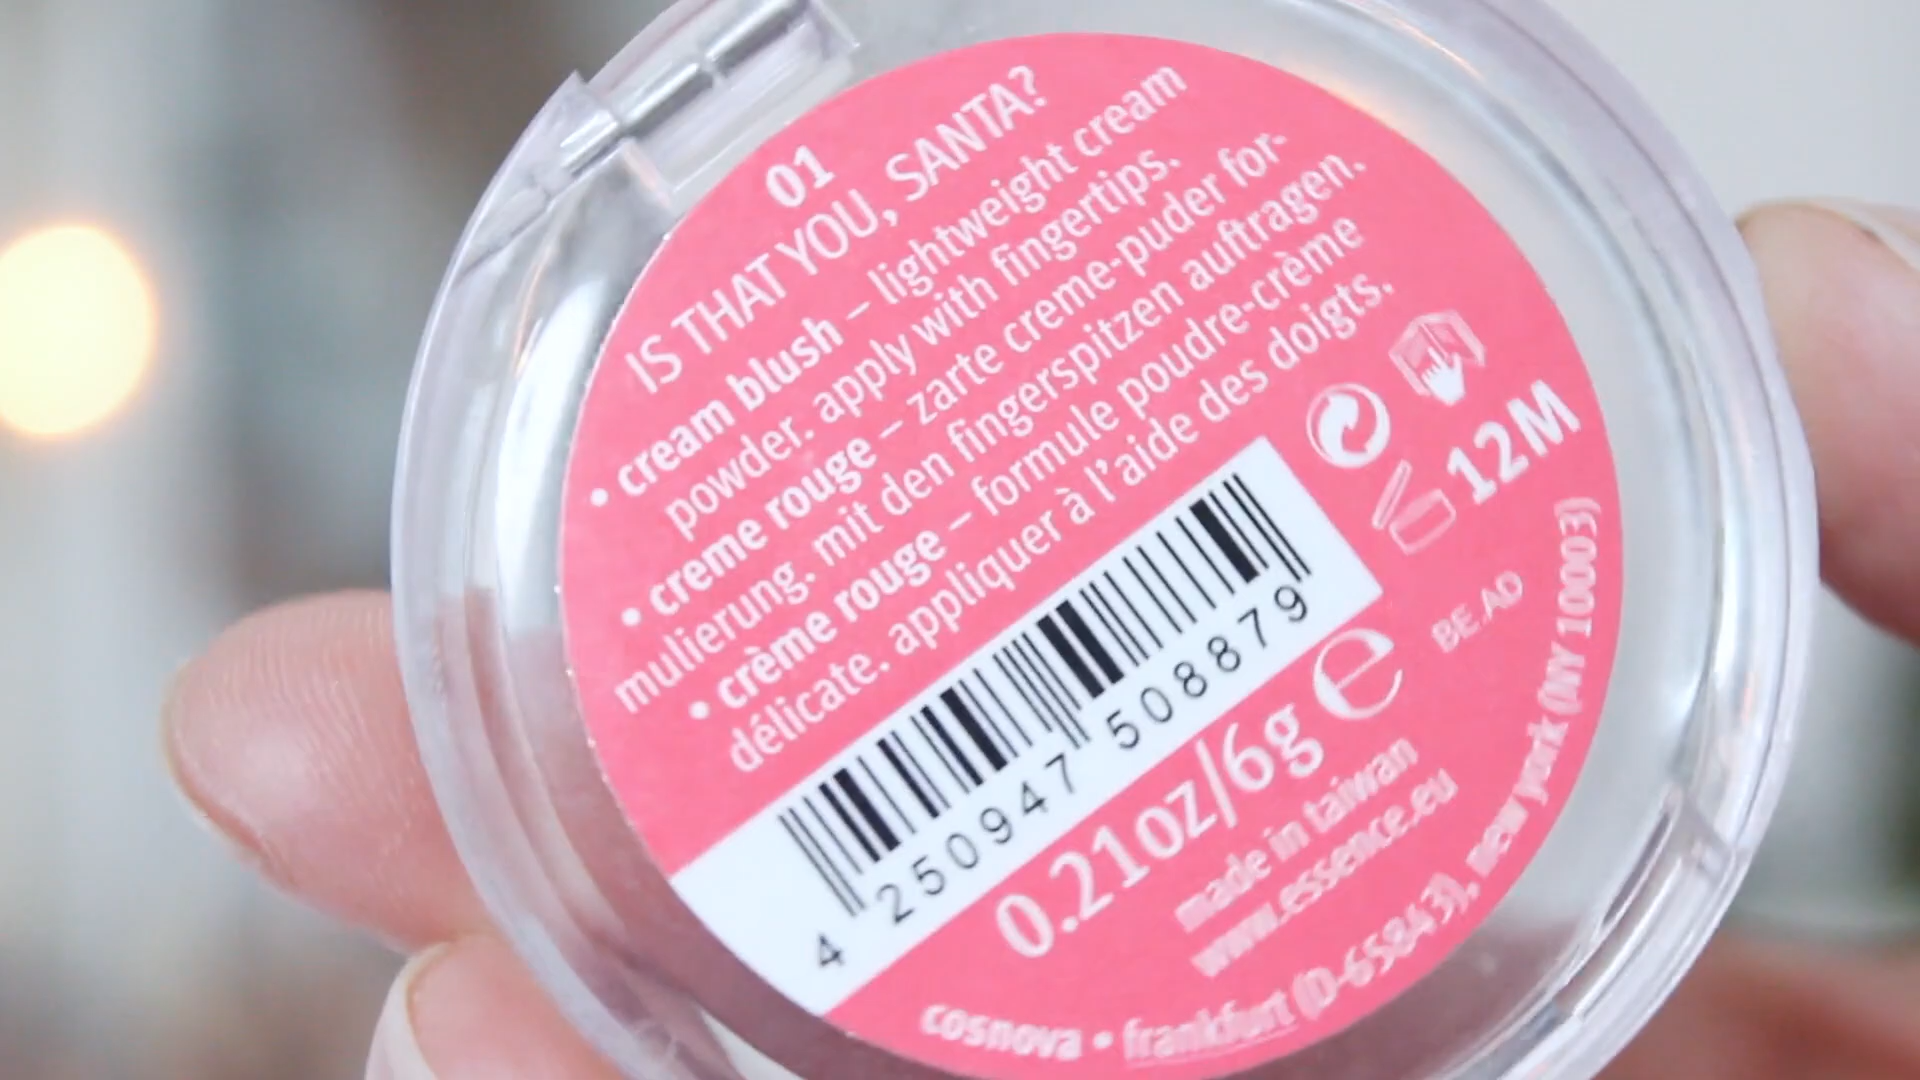 01
IS THAT YOU, SANTA?
• cream blush – lightweight cream
powder. apply with fingertips.
• creme rouge – zarte creme-puder for-
mulierung. mit den fingerspitzen auftragen.
• crème rouge – formule poudre-crème
délicate. appliquer à l'aide des doigts.
12M
4 250947 508879
BE.AD
0.21oz/6g e
made in taiwan
www.essence.eu
cosnova • frankfurt (D-65843), new york (NY 10003)